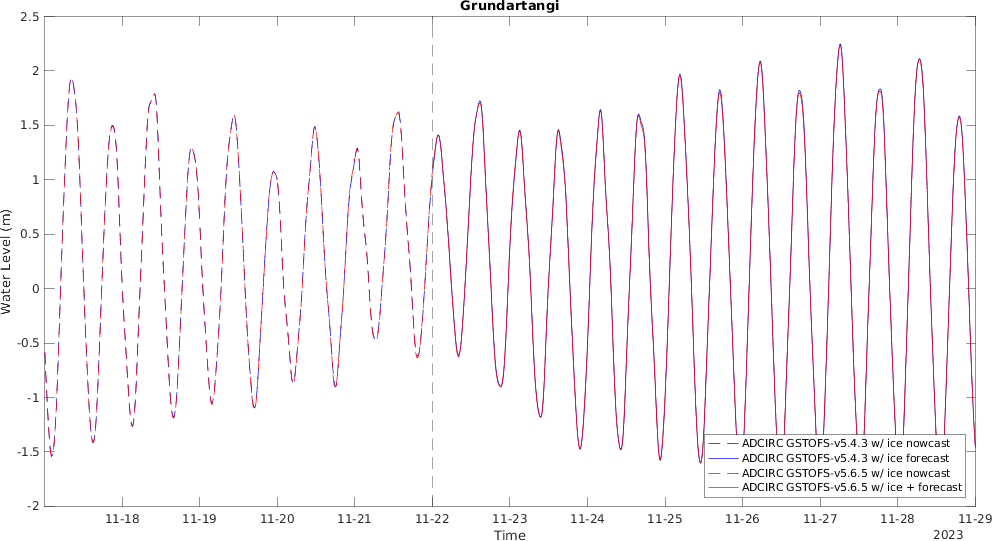 Grundartangi
2.5
2
1.5
1
0.5
0
-0.5
-1
-1.5
-2
Water Level (m)
11-18 11-19 11-20 11-21 11-22 11-23 11-24 11-25 11-26 11-27 11-28 11-29
Time
2023
ADCIRC GSTOFS-v5.4.3 w/ ice nowcast
ADCIRC GSTOFS-v5.4.3 w/ ice forecast
ADCIRC GSTOFS-v5.6.5 w/ ice nowcast
ADCIRC GSTOFS-v5.6.5 w/ ice + forecast